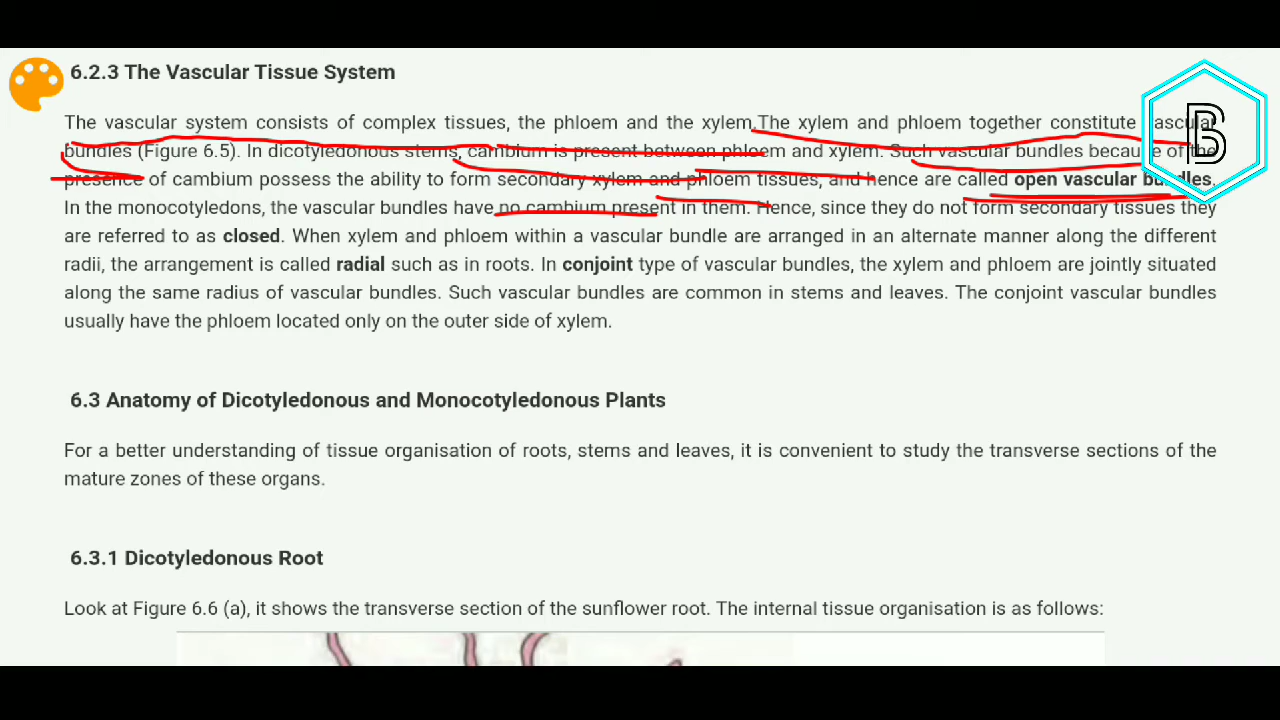 6.2.3 The Vascular Tissue System
The vascular system consists of complex tissues, the phloem and the xylem.The xylem and phloem together constitute vascular
bundles (Figure 6.5). In dicotyledonous stems, cambium is present between phloem and xylem. Such vascular bundles because of the
presence of cambium possess the ability to form secondary xylem and phloem tissues, and hence are called open vascular bundles.
In the monocotyledons, the vascular bundles have no cambium present in them. Hence, since they do not form secondary tissues they
are referred to as closed. When xylem and phloem within a vascular bundle are arranged in an alternate manner along the different
radii, the arrangement is called radial such as in roots. In conjoint type of vascular bundles, the xylem and phloem are jointly situated
along the same radius of vascular bundles. Such vascular bundles are common in stems and leaves. The conjoint vascular bundles
usually have the phloem located only on the outer side of xylem.
6.3 Anatomy of Dicotyledonous and Monocotyledonous Plants
For a better understanding of tissue organisation of roots, stems and leaves, it is convenient to study the transverse sections of the
mature zones of these organs.
6.3.1 Dicotyledonous Root
Look at Figure 6.6 (a), it shows the transverse section of the sunflower root. The internal tissue organisation is as follows:
B